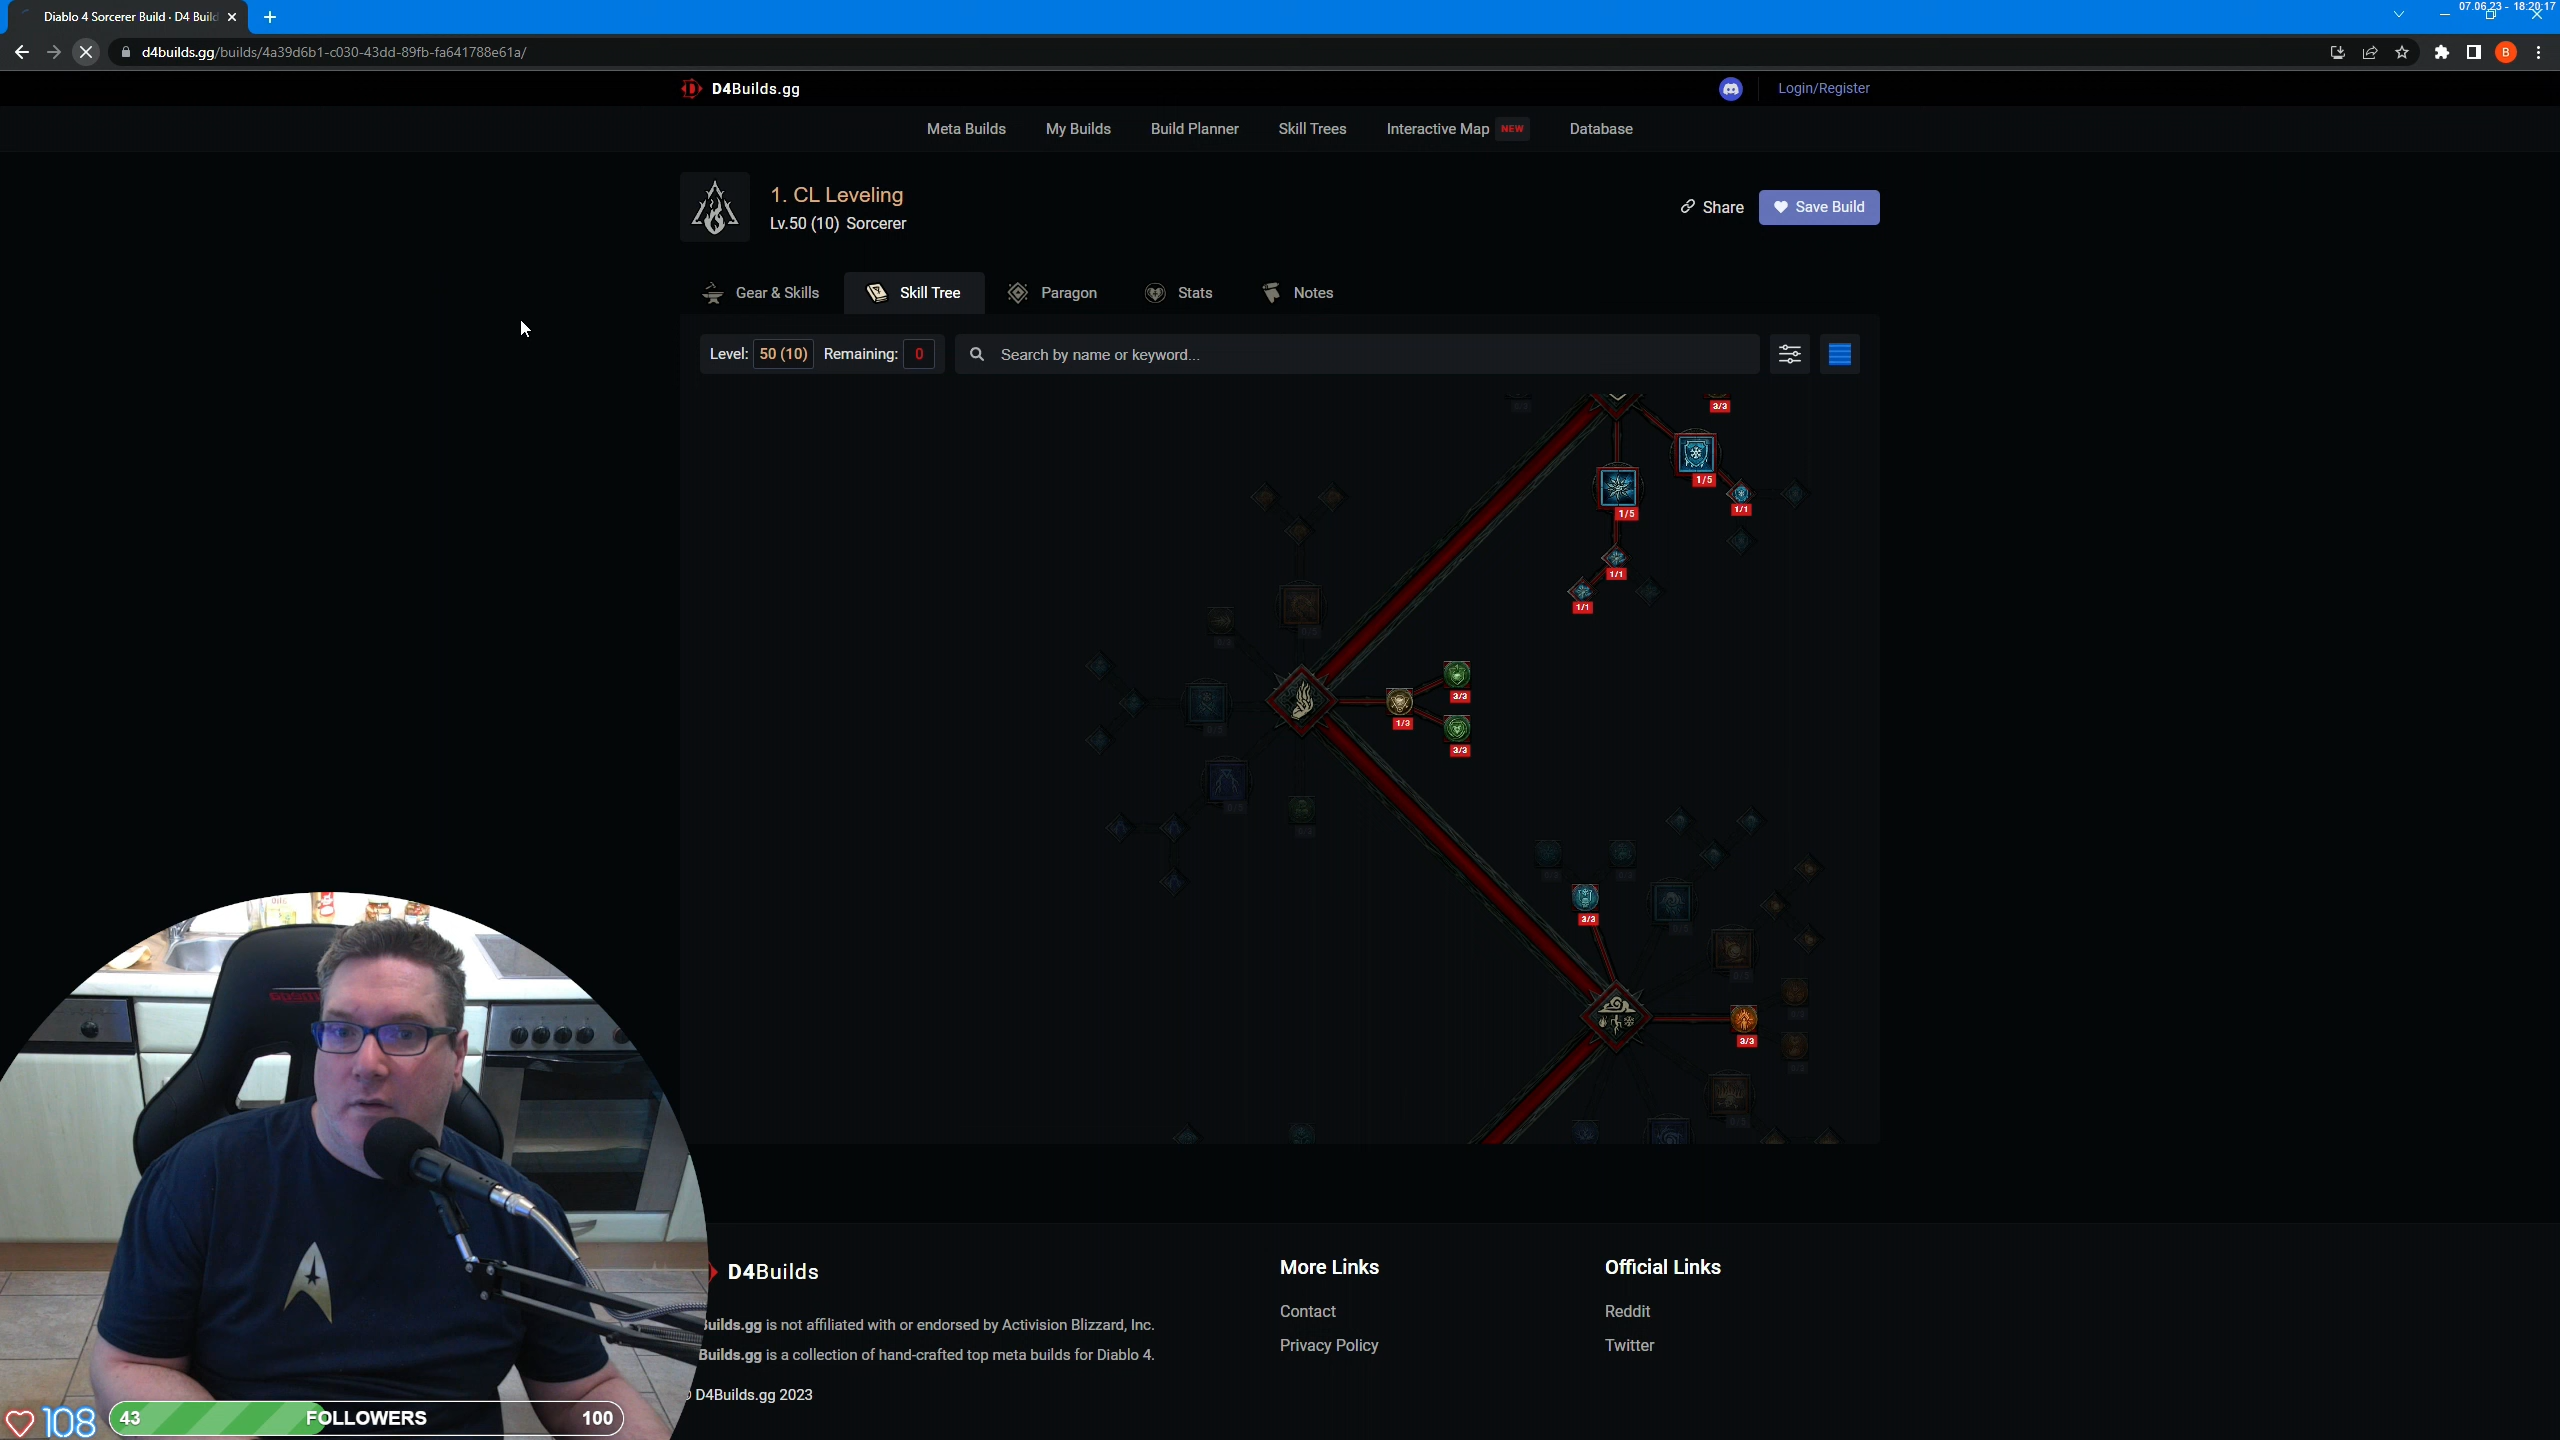 Diablo 4 Sorcerer Build · D4 Build
07.06.23 - 18:20:17
d4builds.gg/builds/4a39d6b1-c030-43dd-89fb-fa641788e61a/
B
D4Builds.gg
Login/Register
Meta Builds
My Builds
Build Planner
Skill Trees
Interactive Map NEW
Database
1. CL Leveling
Lv.50 (10) Sorcerer
Share
Save Build
Gear & Skills
Skill Tree
Paragon
Stats
Notes
Level: 50 (10) Remaining: 0
Search by name or keyword...
3/3
1/5
1/5
1/1
1/1
1/1
3/3
1/3
3/3
3/3
3/3
D4Builds
More Links
Official Links
Contact
Reddit
uilds.gg is not affiliated with or endorsed by Activision Blizzard, Inc.
Privacy Policy
Twitter
Builds.gg is a collection of hand-crafted top meta builds for Diablo 4.
D4Builds.gg 2023
108
43 FOLLOWERS 100